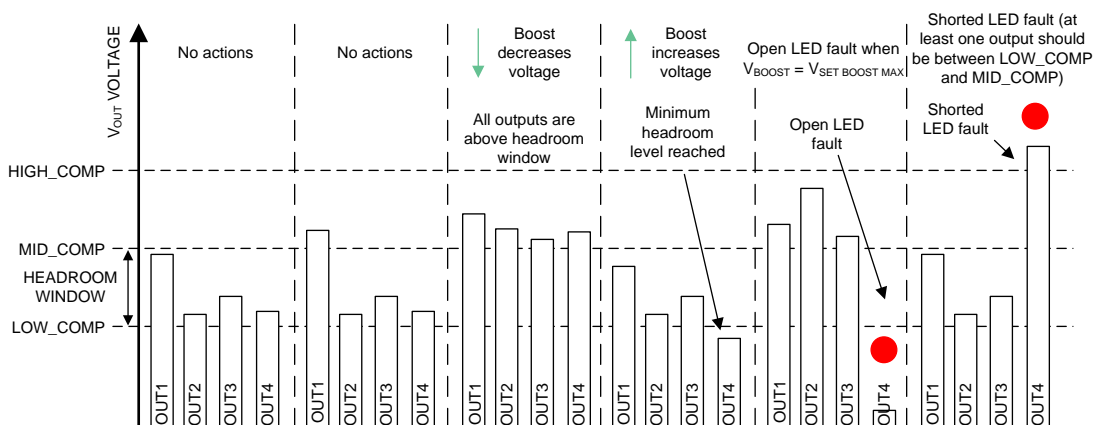 V_OUT VOLTAGE
HIGH_COMP
MID_COMP
HEADROOM
WINDOW
LOW_COMP
No actions
OUT1
OUT2
OUT3
OUT4
No actions
OUT1
OUT2
OUT3
OUT4
Boost
decreases
voltage
All outputs are
above headroom
window
OUT1
OUT2
OUT3
OUT4
Boost
increases
voltage
Minimum
headroom
level reached
OUT1
OUT2
OUT3
OUT4
Open LED fault when
V_BOOST = V_SET BOOST MAX
Open LED
fault
OUT1
OUT2
OUT3
OUT4
Shorted LED fault (at
least one output should
be between LOW_COMP
and MID_COMP)
Shorted
LED fault
OUT1
OUT2
OUT3
OUT4